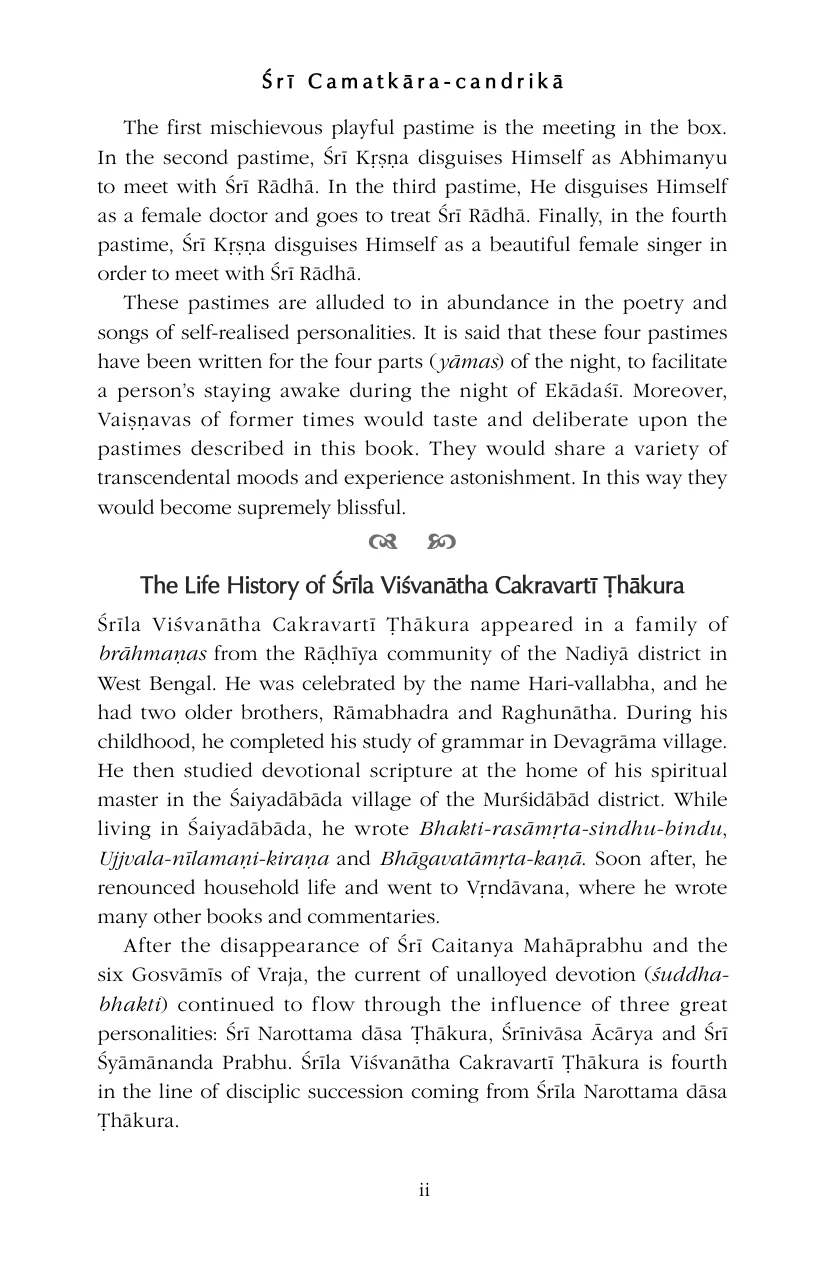 Śrī Camatkāra-candrikā
The first mischievous playful pastime is the meeting in the box.
In the second pastime, Śrī Kṛṣṇa disguises Himself as Abhimanyu
to meet with Śrī Rādhā. In the third pastime, He disguises Himself
as a female doctor and goes to treat Śrī Rādhā. Finally, in the fourth
pastime, Śrī Kṛṣṇa disguises Himself as a beautiful female singer in
order to meet with Śrī Rādhā.
These pastimes are alluded to in abundance in the poetry and
songs of self-realised personalities. It is said that these four pastimes
have been written for the four parts (yāmas) of the night, to facilitate
a person’s staying awake during the night of Ekādaśī. Moreover,
Vaiṣṇavas of former times would taste and deliberate upon the
pastimes described in this book. They would share a variety of
transcendental moods and experience astonishment. In this way they
would become supremely blissful.
The Life History of Śrīla Viśvanātha Cakravartī Ṭhākura
Śrīla Viśvanātha Cakravartī Ṭhākura appeared in a family of
brāhmaṇas from the Rāḍhīya community of the Nadiyā district in
West Bengal. He was celebrated by the name Hari-vallabha, and he
had two older brothers, Rāmabhadra and Raghunātha. During his
childhood, he completed his study of grammar in Devagrāma village.
He then studied devotional scripture at the home of his spiritual
master in the Śaiyadābāda village of the Murśidābād district. While
living in Śaiyadābāda, he wrote Bhakti-rasāmṛta-sindhu-bindu,
Ujjvala-nīlamaṇi-kiraṇa and Bhāgavatāmṛta-kaṇā. Soon after, he
renounced household life and went to Vṛndāvana, where he wrote
many other books and commentaries.
After the disappearance of Śrī Caitanya Mahāprabhu and the
six Gosvāmīs of Vraja, the current of unalloyed devotion (śuddha-
bhakti) continued to flow through the influence of three great
personalities: Śrī Narottama dāsa Ṭhākura, Śrīnivāsa Ācārya and Śrī
Śyāmānanda Prabhu. Śrīla Viśvanātha Cakravartī Ṭhākura is fourth
in the line of disciplic succession coming from Śrīla Narottama dāsa
Ṭhākura.
ii